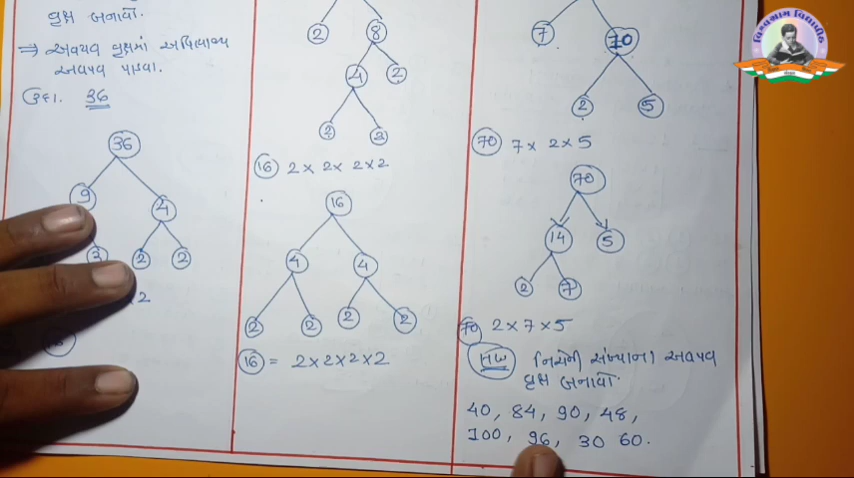 વૃક્ષ બનાવો.
⇒ અવયવ વૃક્ષમાં અવિભાજ્ય
અવયવ પાડવા.
ઉદા. 36
36
9 4
3 2 2
2
2 8
4 2
2 2
16 2 × 2 × 2 × 2
16
4 4
2 2 2 2
16 = 2 × 2 × 2 × 2
7 10
2 5
70 7 × 2 × 5
70
14 5
2 7
70 2 × 7 × 5
HW નિચેની સંખ્યાના અવયવ
વૃક્ષ બનાવો.
40, 84, 90, 48,
100, 96, 30 60.
વિશ્વગ્રામ વિદ્યાપીઠ